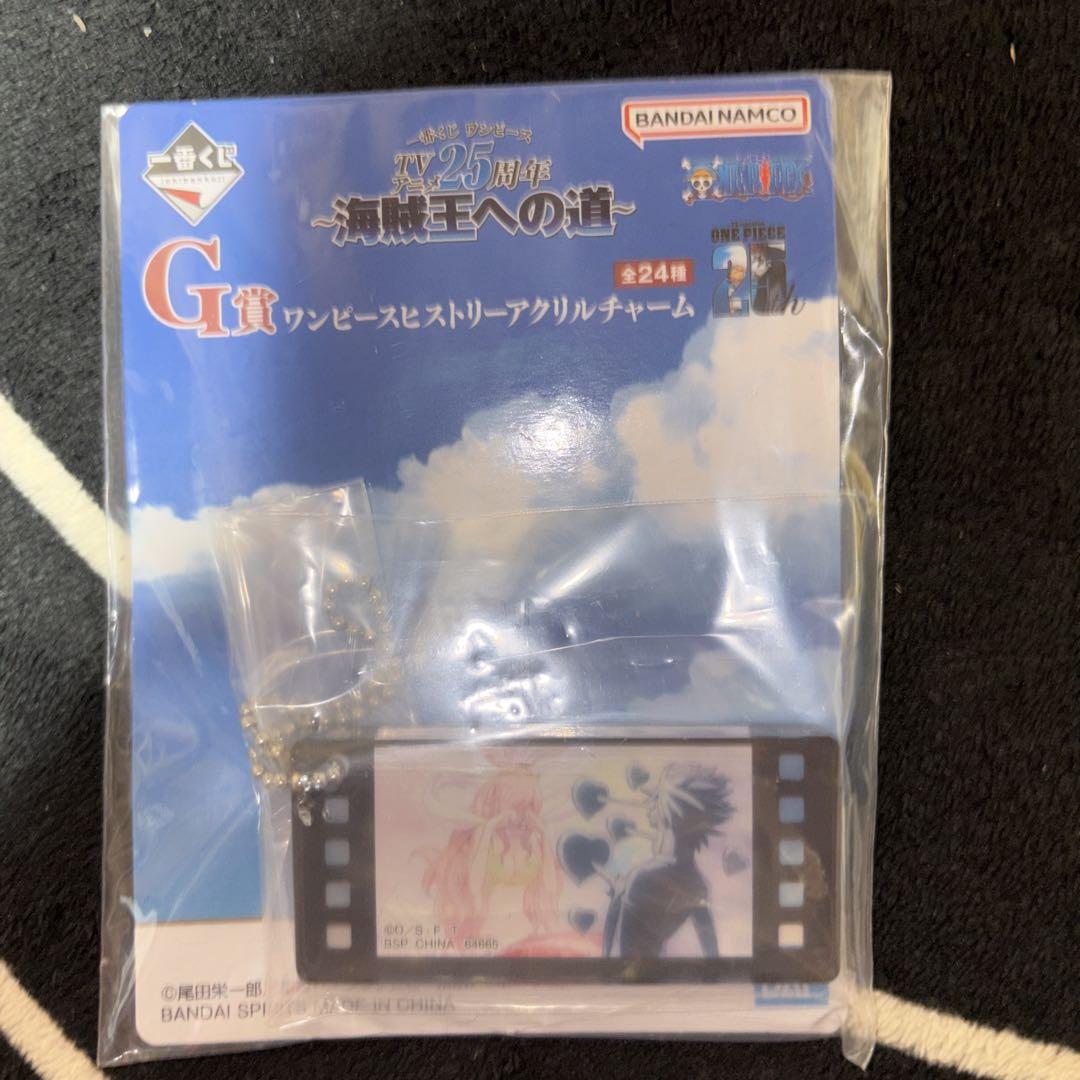 一番くじ
ichibankuji
一番くじ ワンピース
TVアニメ25周年
~海賊王への道~
BANDAI NAMCO
ONE PIECE
ONE PIECE
25th
G賞
全24種
ワンピースヒストリーアクリルチャーム
©O/S・F・T
BSP CHINA 64665
©尾田栄一郎
BANDAI SPIRITS MADE IN CHINA